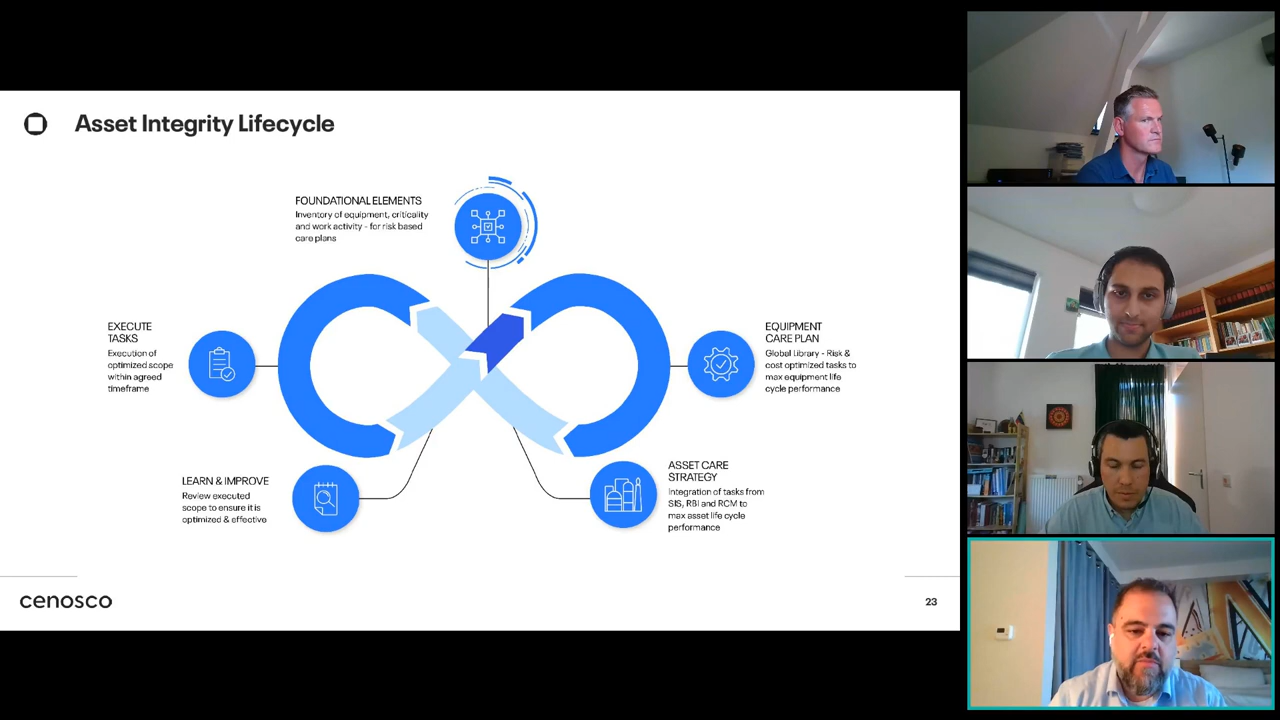 Asset Integrity Lifecycle
FOUNDATIONAL ELEMENTS
Inventory of equipment, criticality
and work activity - for risk based
care plans
EXECUTE
TASKS
Execution of
optimized scope
within agreed
timeframe
EQUIPMENT
CARE PLAN
Global Library - Risk &
cost optimized tasks to
max equipment life
cycle performance
LEARN & IMPROVE
Review executed
scope to ensure it is
optimized & effective
ASSET CARE
STRATEGY
Integration of tasks from
SIS, RBI and RCM to
max asset life cycle
performance
cenosco
23